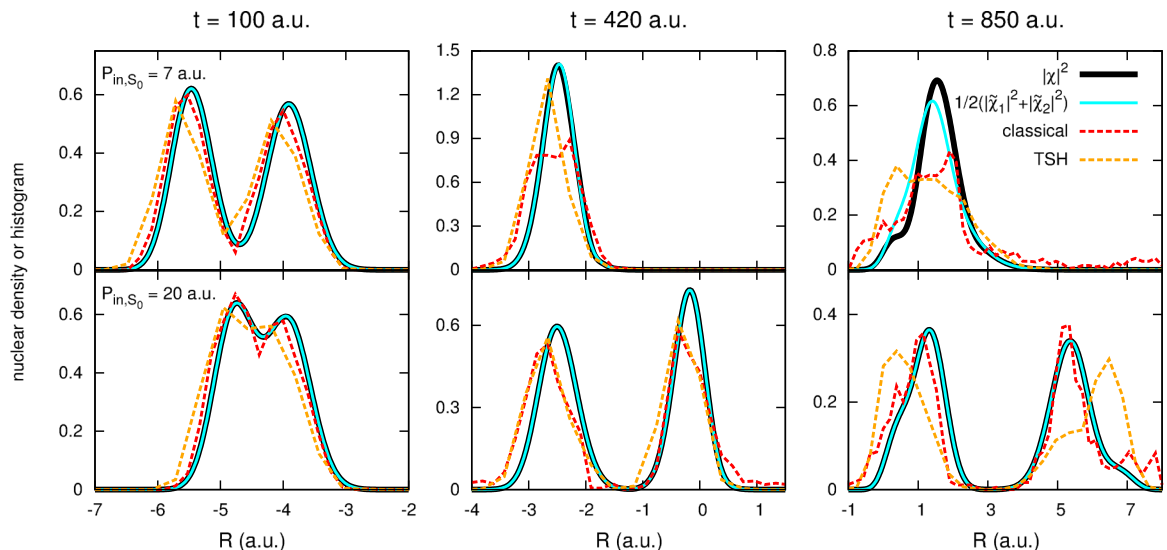 t = 100 a.u.
t = 420 a.u.
t = 850 a.u.
nuclear density or histogram
P_in,S₀ = 7 a.u.
0.6
0.4
0.2
0
1.5
1.2
0.9
0.6
0.3
0
0.8
0.6
0.4
0.2
0
|χ|²
1/2(|χ̃₁|²+|χ̃₂|²)
classical
TSH
P_in,S₀ = 20 a.u.
0.6
0.4
0.2
0
0.6
0.3
0
0.4
0.2
0
-7 -6 -5 -4 -3 -2
-4 -3 -2 -1 0 1
-1 1 3 5 7
R (a.u.)
R (a.u.)
R (a.u.)